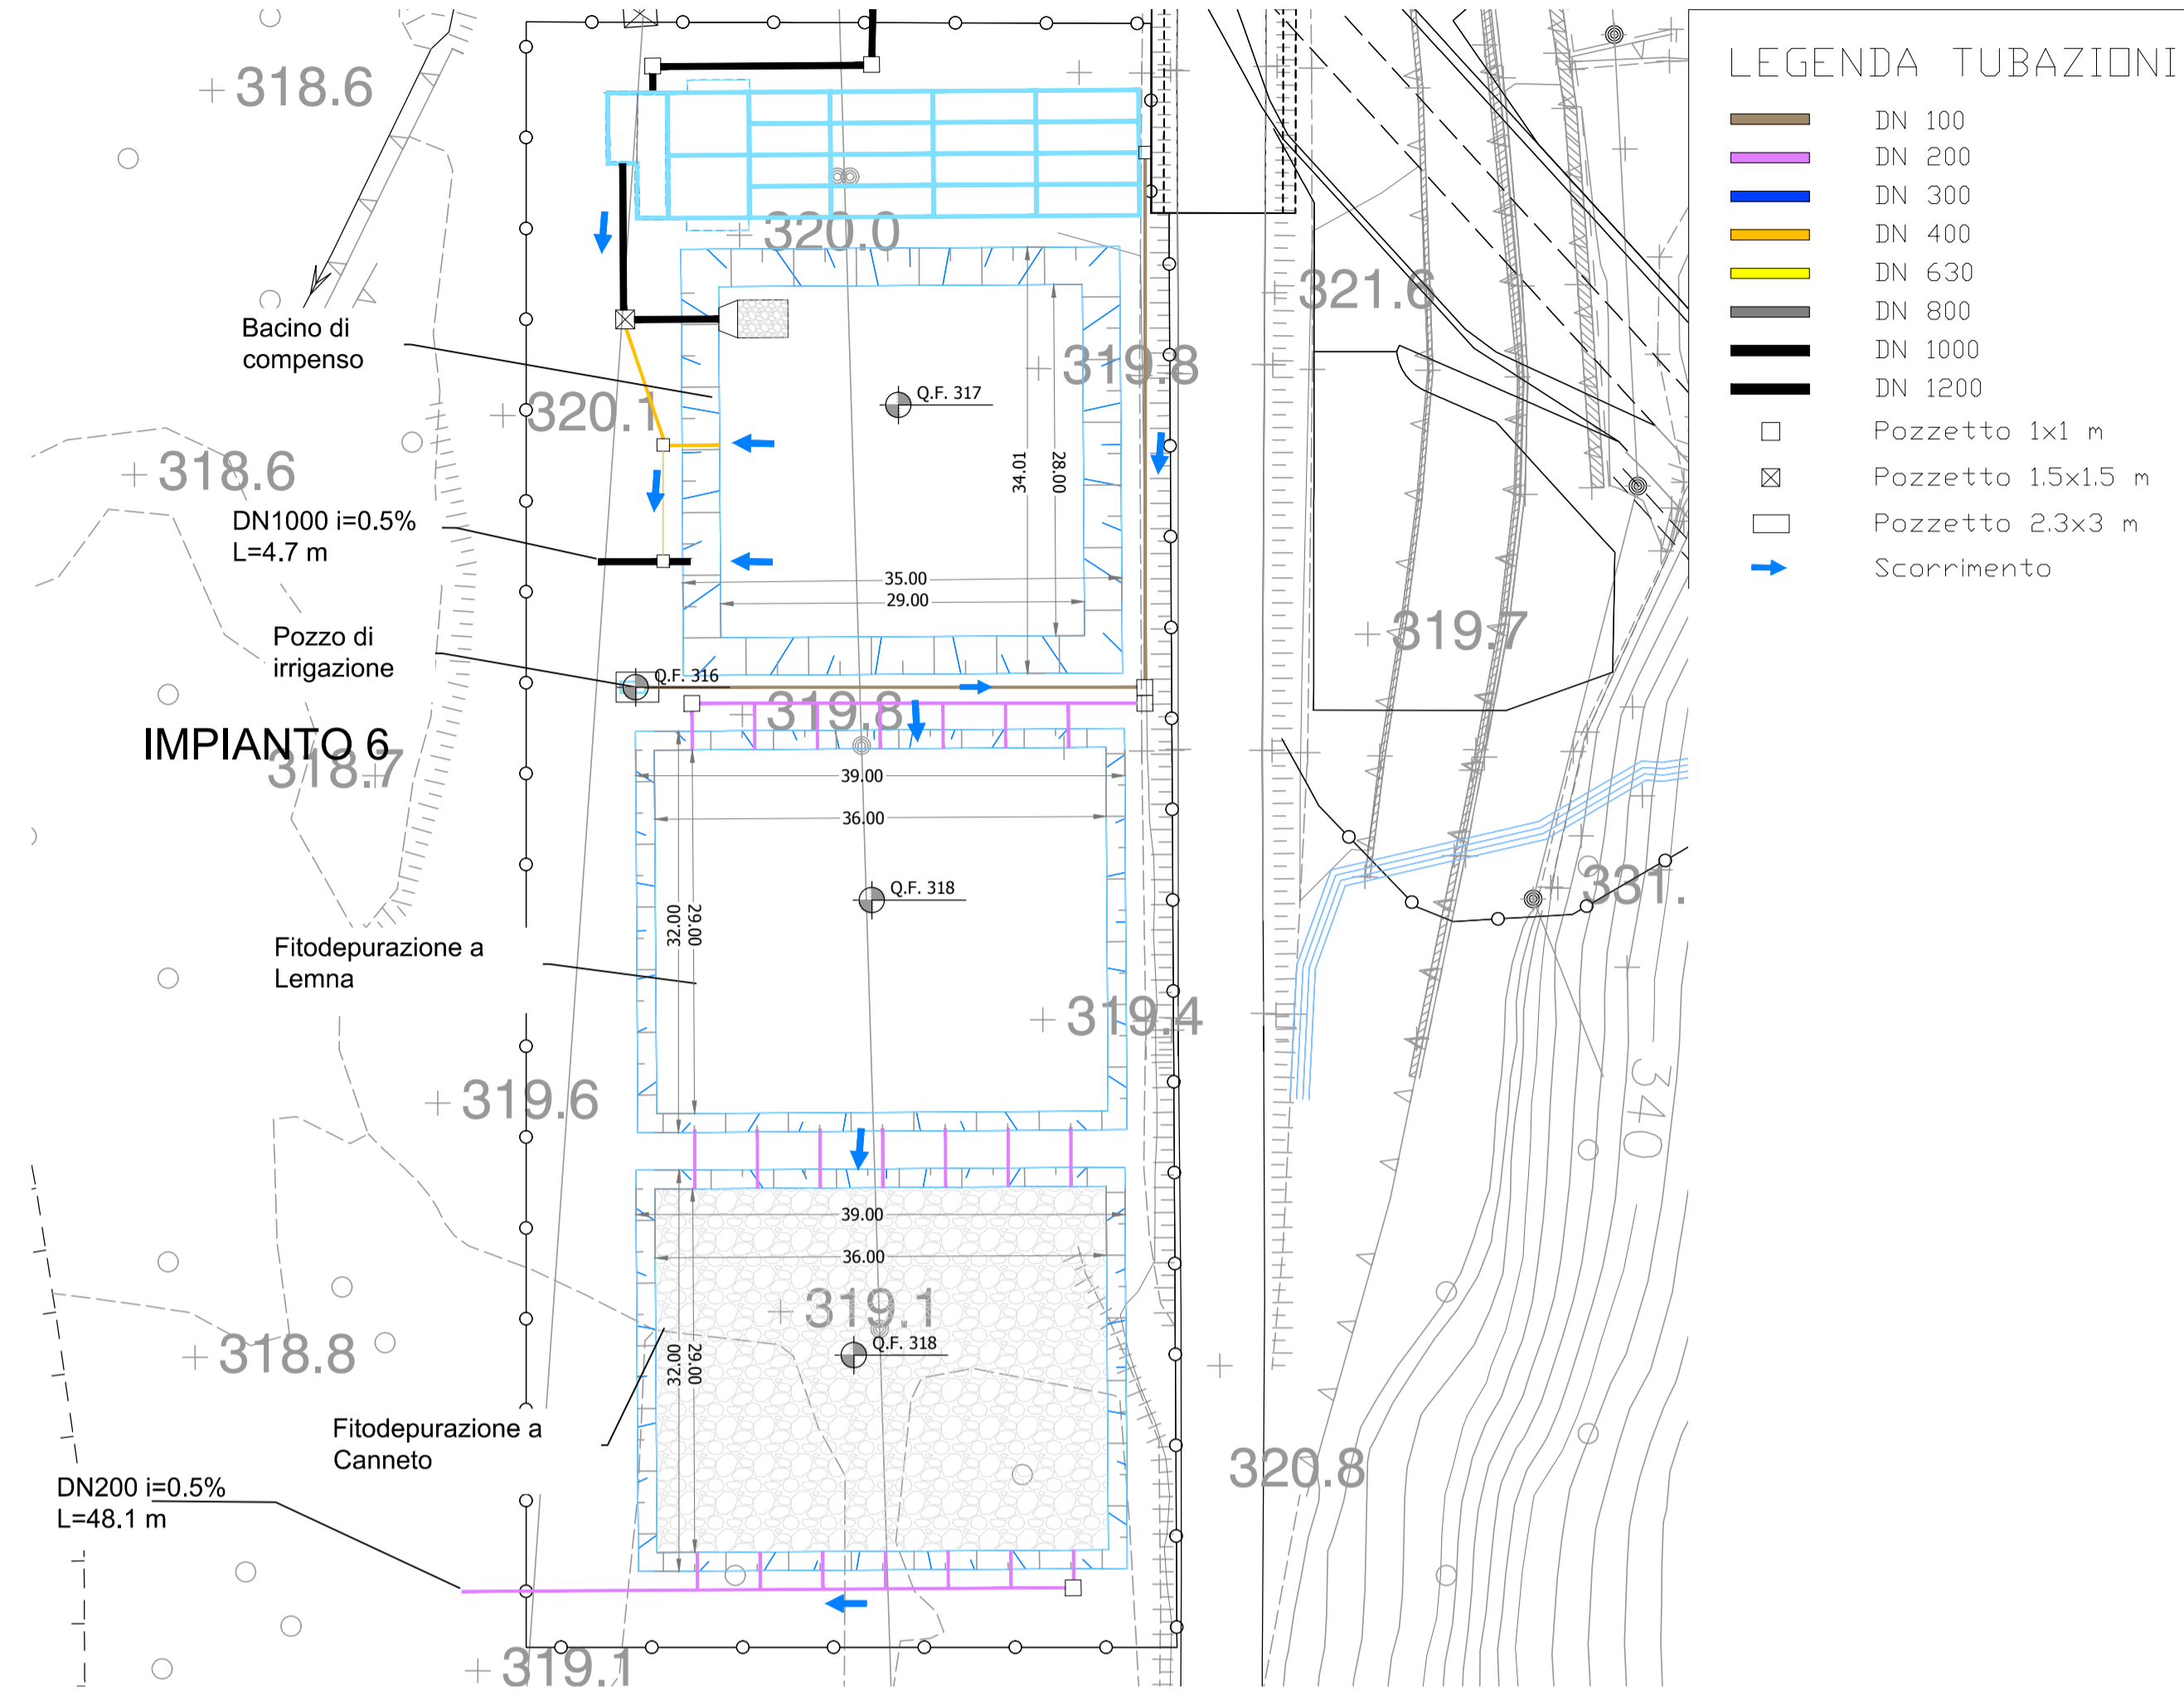 LEGENDA TUBAZIONI
DN 100
DN 200
DN 300
DN 400
DN 630
DN 800
DN 1000
DN 1200
Pozzetto 1x1 m
Pozzetto 1.5x1.5 m
Pozzetto 2.3x3 m
Scorrimento
318.6
320.0
321.6
Bacino di
compenso
319.8
Q.F. 317
320.1
318.6
34.01
28.00
DN1000 i=0.5%
L=4.7 m
35.00
29.00
319.7
Pozzo di
irrigazione
Q.F. 316
319.8
IMPIANTO 6
318.7
39.00
36.00
Q.F. 318
331.
32.00
29.00
Fitodepurazione a
Lemna
319.4
319.6
340
39.00
36.00
319.1
Q.F. 318
318.8
32.00
29.00
Fitodepurazione a
Canneto
320.8
DN200 i=0.5%
L=48.1 m
319.1